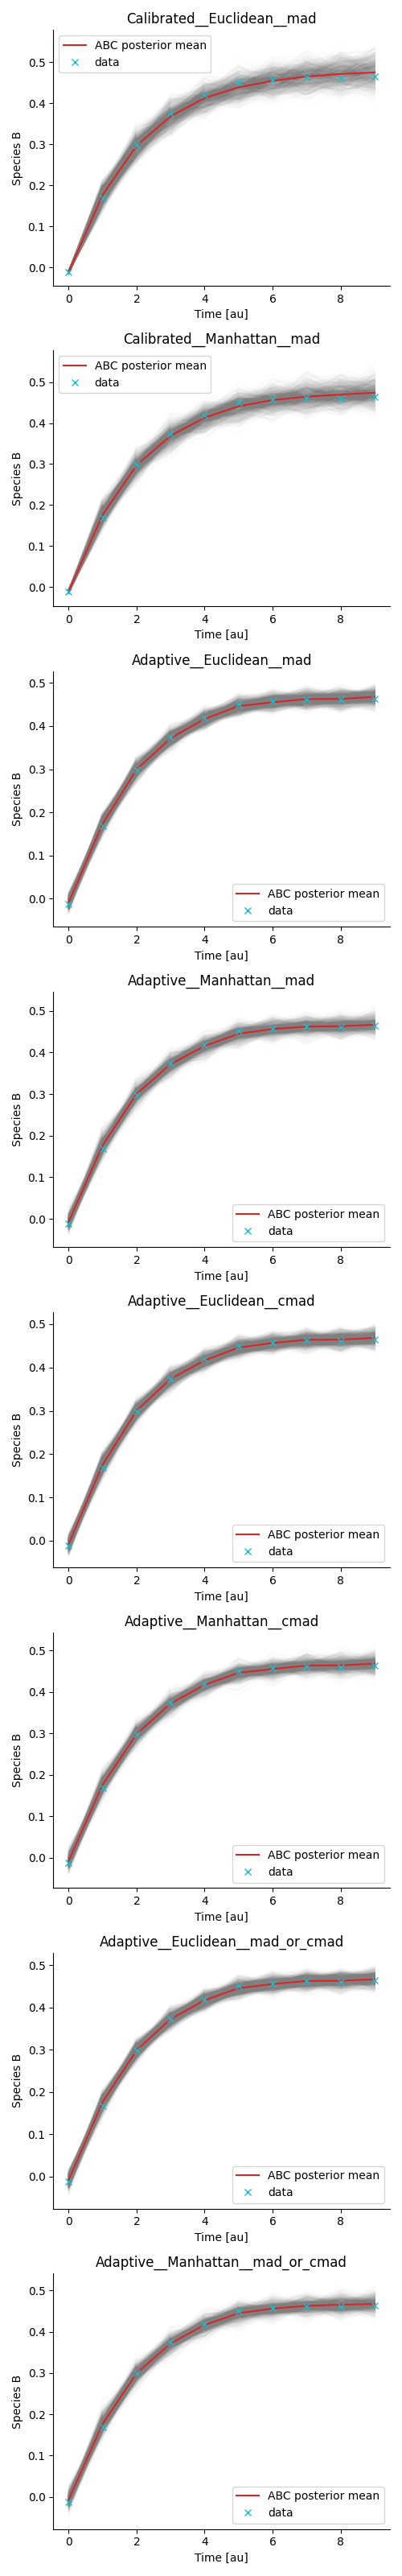 Calibrated__Euclidean__mad
ABC posterior mean
data
0.5
0.4
0.3
0.2
0.1
0.0
Species B
0 2 4 6 8
Time [au]
Calibrated__Manhattan__mad
ABC posterior mean
data
0.5
0.4
0.3
0.2
0.1
0.0
Species B
0 2 4 6 8
Time [au]
Adaptive__Euclidean__mad
0.5
0.4
0.3
0.2
0.1
0.0
Species B
ABC posterior mean
data
0 2 4 6 8
Time [au]
Adaptive__Manhattan__mad
0.5
0.4
0.3
0.2
0.1
0.0
Species B
ABC posterior mean
data
0 2 4 6 8
Time [au]
Adaptive__Euclidean__cmad
0.5
0.4
0.3
0.2
0.1
0.0
Species B
ABC posterior mean
data
0 2 4 6 8
Time [au]
Adaptive__Manhattan__cmad
0.5
0.4
0.3
0.2
0.1
0.0
Species B
ABC posterior mean
data
0 2 4 6 8
Time [au]
Adaptive__Euclidean__mad_or_cmad
0.5
0.4
0.3
0.2
0.1
0.0
Species B
ABC posterior mean
data
0 2 4 6 8
Time [au]
Adaptive__Manhattan__mad_or_cmad
0.5
0.4
0.3
0.2
0.1
0.0
Species B
ABC posterior mean
data
0 2 4 6 8
Time [au]